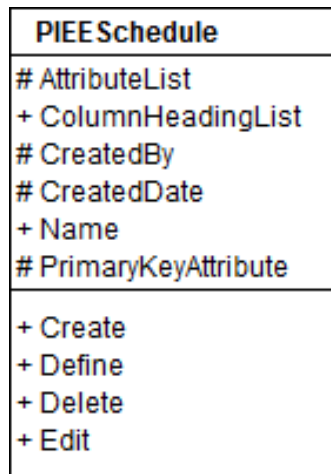 PIEESchedule
# AttributeList
+ ColumnHeadingList
# CreatedBy
# CreatedDate
+ Name
# PrimaryKeyAttribute
+ Create
+ Define
+ Delete
+ Edit